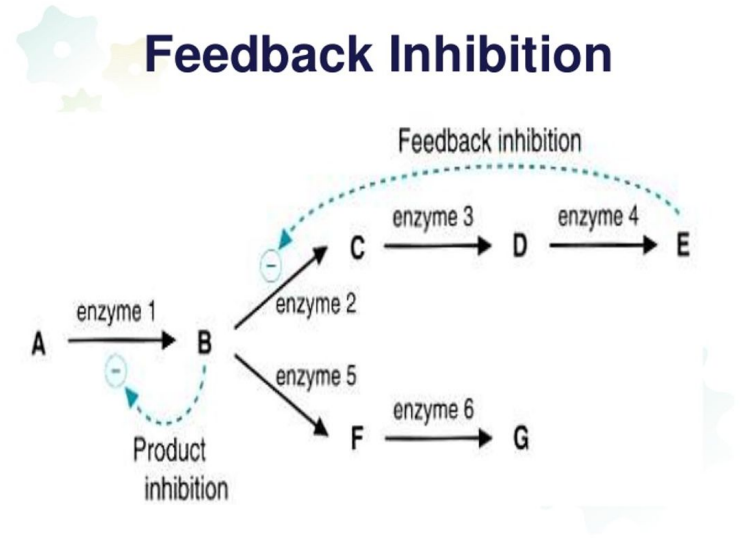 Feedback Inhibition
Feedback inhibition
enzyme 3
enzyme 4
C
D
E
−
enzyme 2
enzyme 1
A
B
−
enzyme 5
enzyme 6
F
G
Product
inhibition